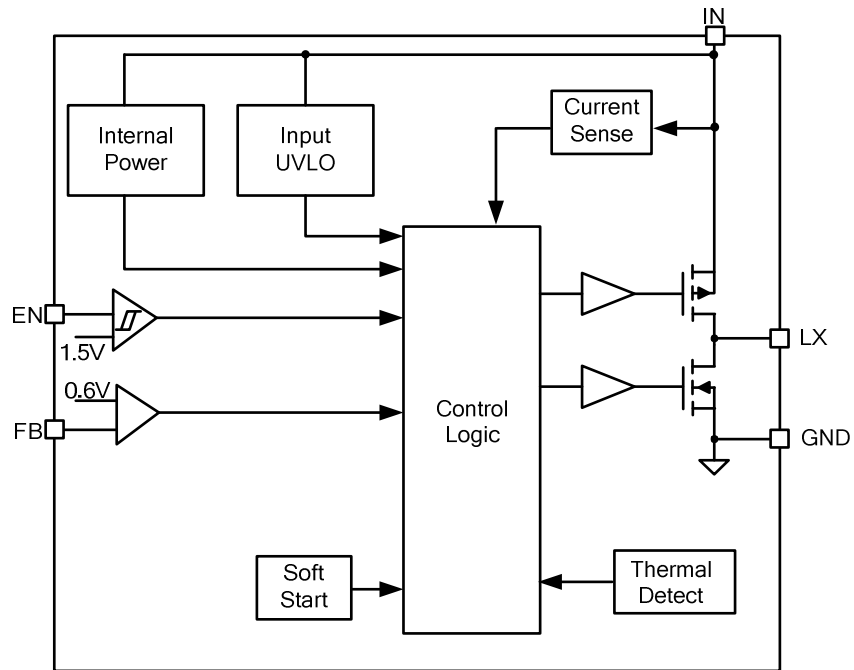 IN
Internal
Power
Input
UVLO
Current
Sense
EN
1.5V
0.6V
FB
Control
Logic
LX
GND
Soft
Start
Thermal
Detect